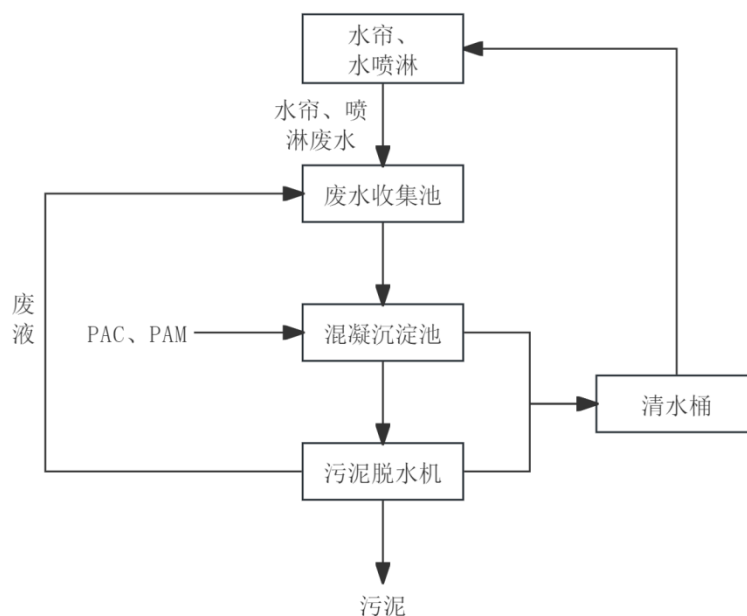 水帘、
水喷淋
水帘、喷
淋废水
废水收集池
废
液
PAC、PAM
混凝沉淀池
清水桶
污泥脱水机
污泥